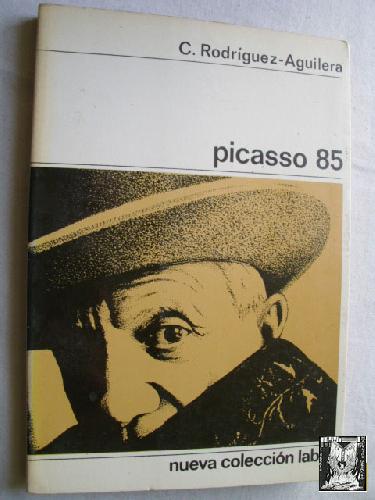 C. Rodríguez-Aguilera
picasso 85
nueva colección lab